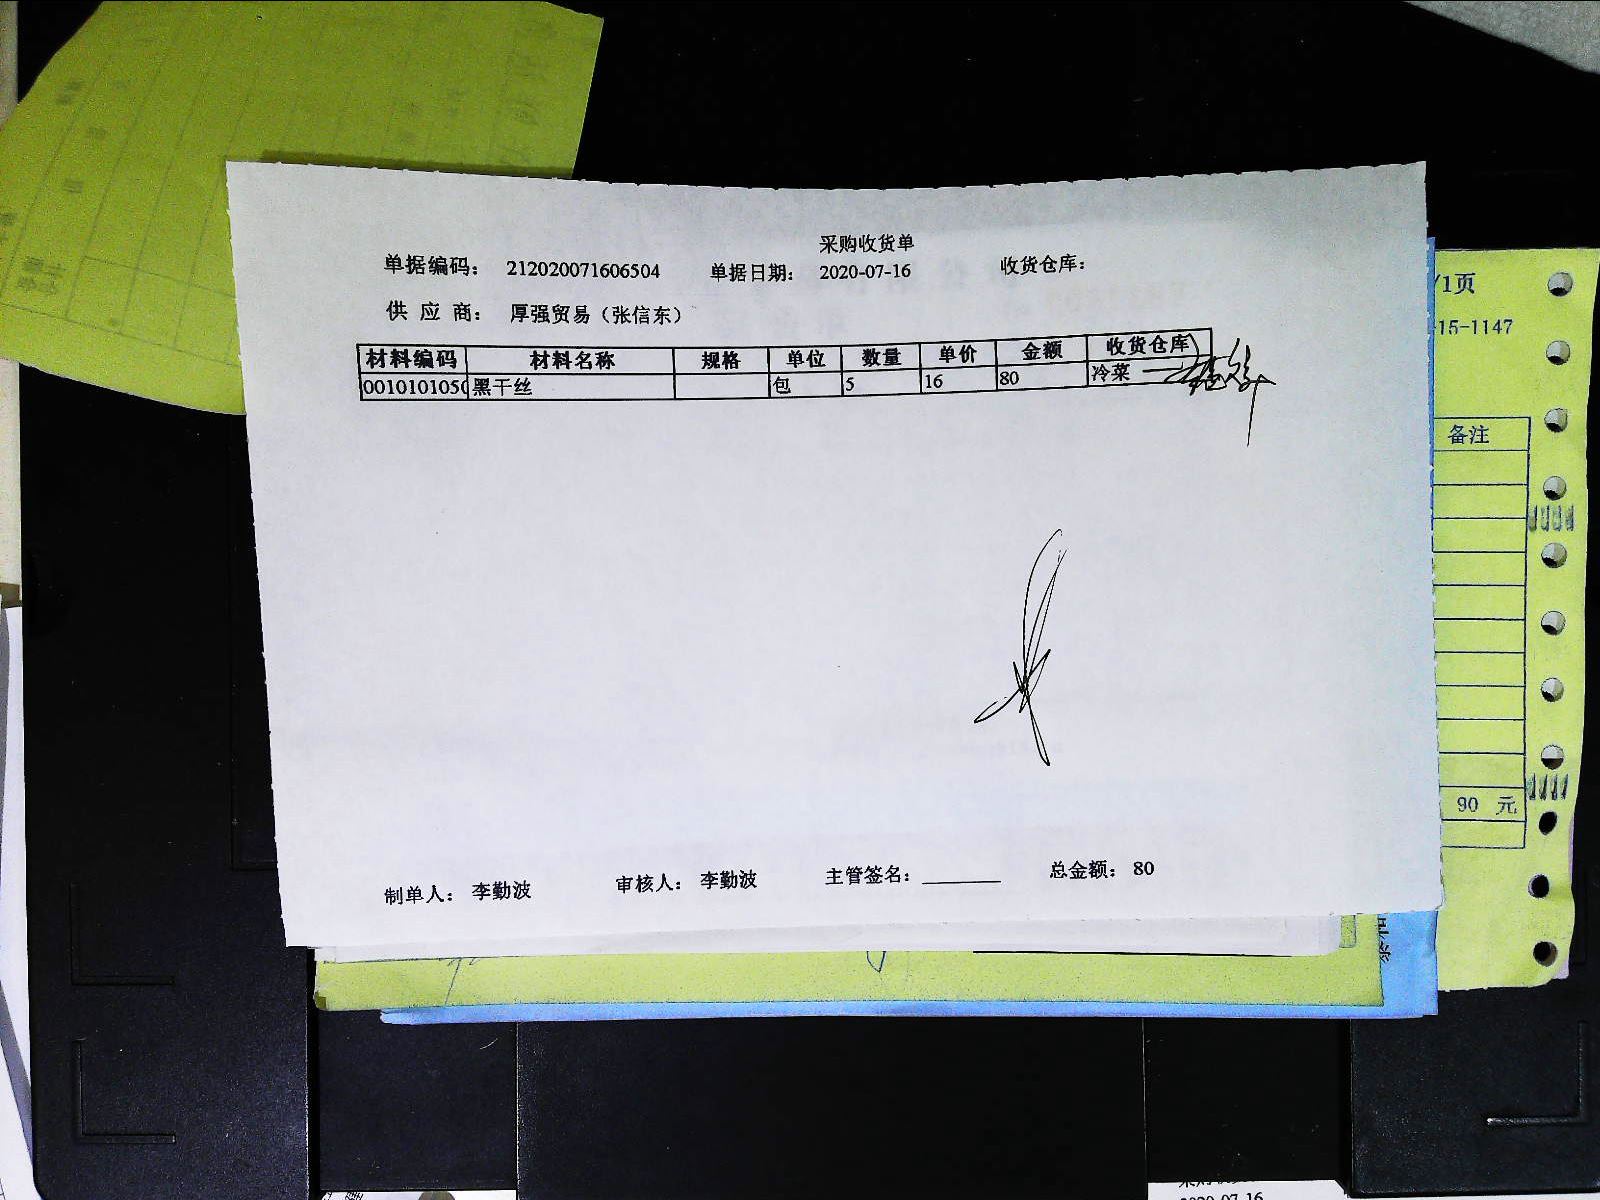 采购收货单
单据编码： 212020071606504 单据日期： 2020-07-16 收货仓库：
供 应 商： 厚强贸易（张信东）
材料编码 材料名称 规格 单位 数量 单价 金额 收货仓库
0010101050 黑干丝 包 5 16 80 冷菜
制单人： 李勤波 审核人： 李勤波 主管签名： 总金额： 80
/1页
15-1147
备注
90 元
2020-07-16